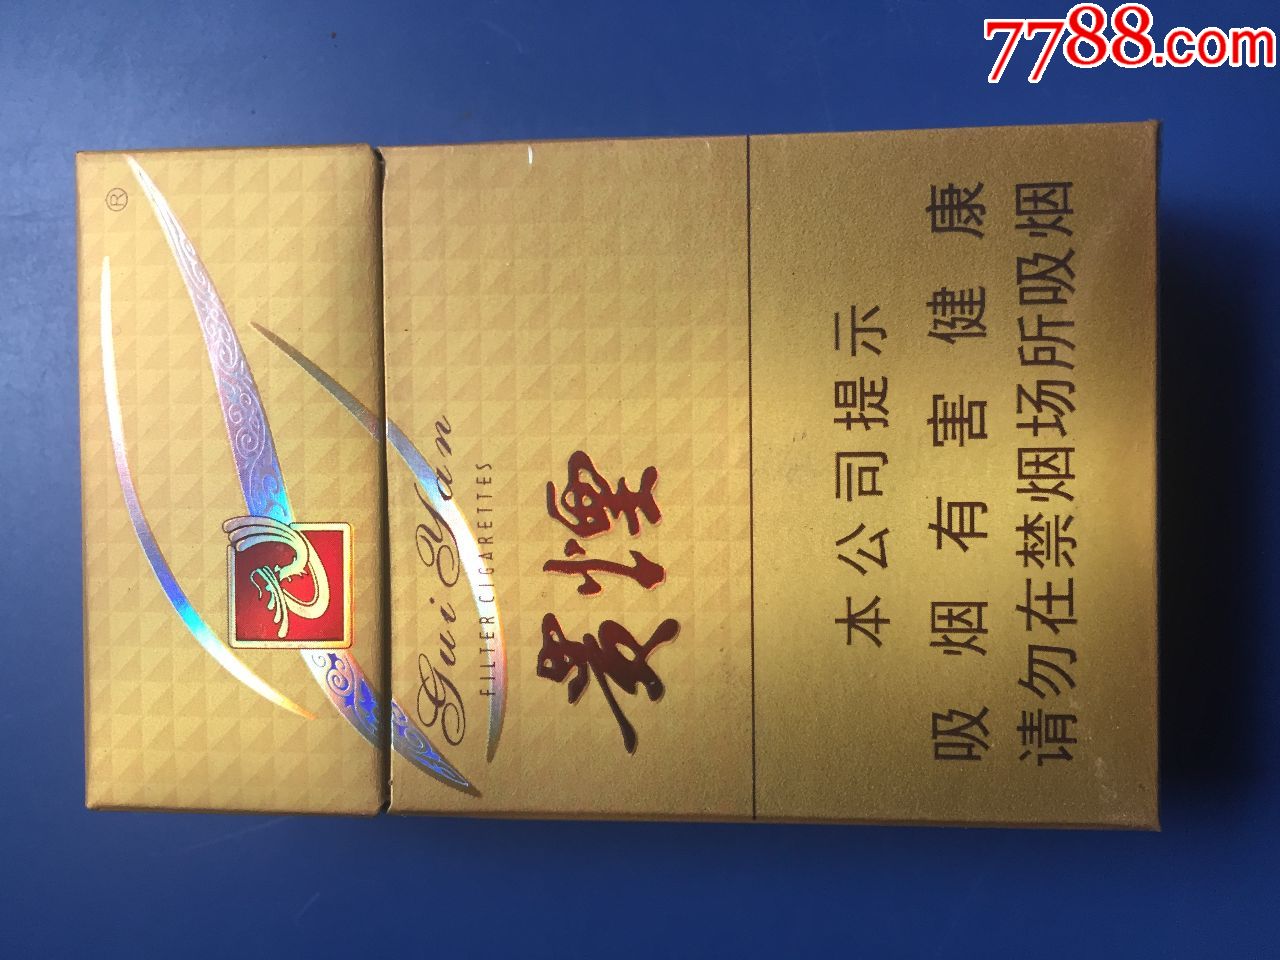 7788.com
®
Gui Yan
FILTER CIGARETTES
贵煙
本公司提示
吸烟有害健康
请勿在禁烟场所吸烟